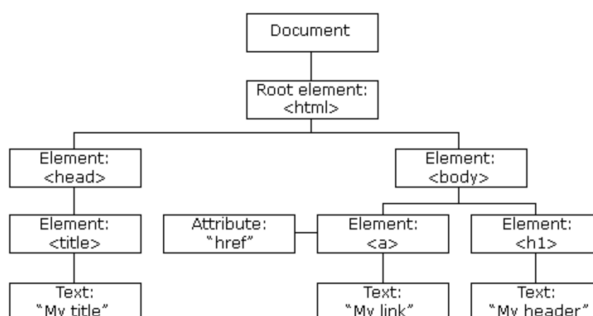 Document
Root element:
<html>
Element:
<head>
Element:
<body>
Element:
<title>
Attribute:
"href"
Element:
<a>
Element:
<h1>
Text:
"My title"
Text:
"My link"
Text:
"My header"